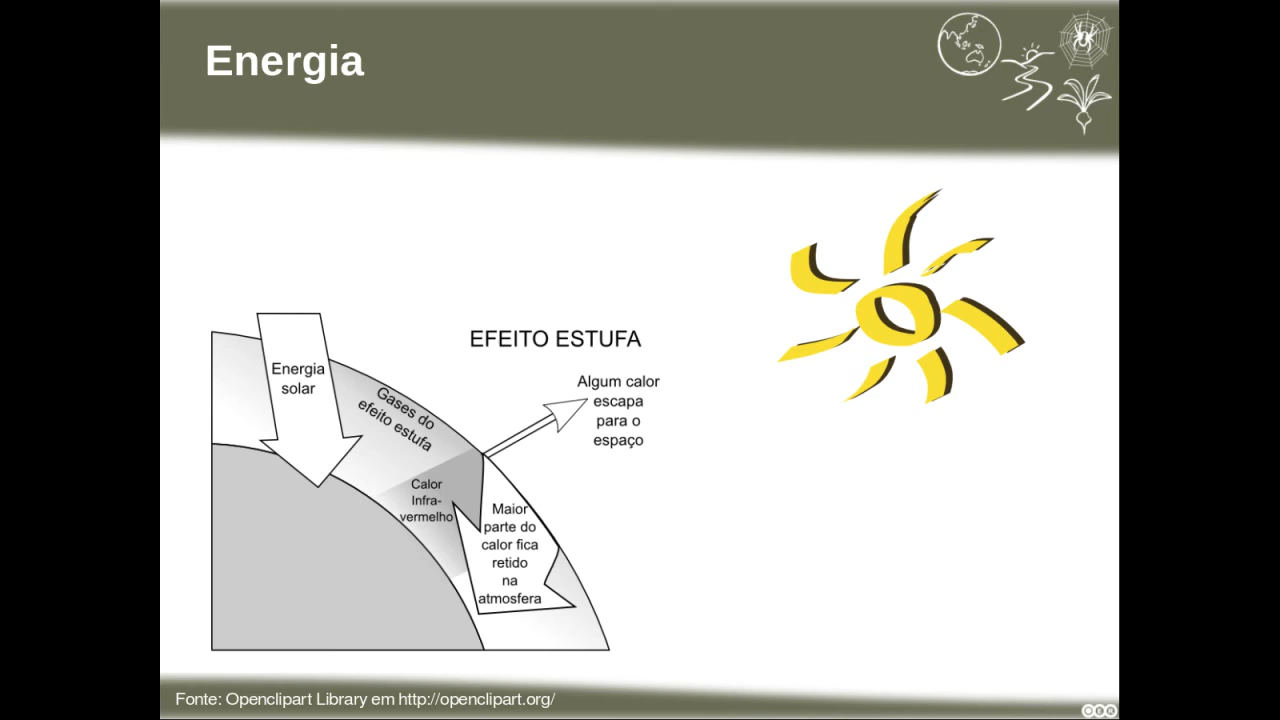 Energia
EFEITO ESTUFA
Energia
solar
Gases do
efeito estufa
Algum calor
escapa
para o
espaço
Calor
Infra-
vermelho
Maior
parte do
calor fica
retido
na
atmosfera
Fonte: Openclipart Library em http://openclipart.org/
OER